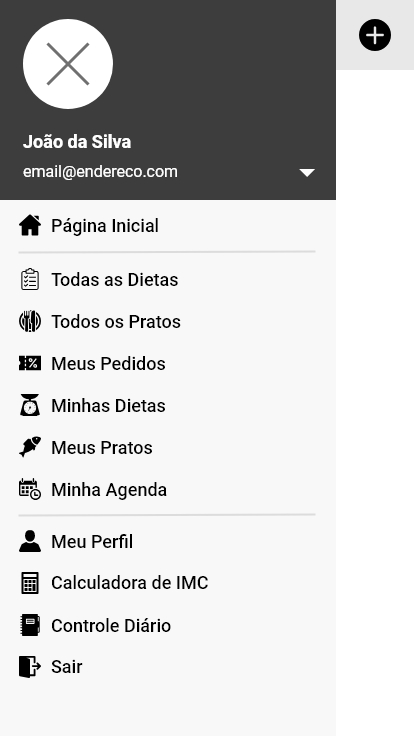 João da Silva
email@endereco.com
Página Inicial
Todas as Dietas
Todos os Pratos
Meus Pedidos
Minhas Dietas
Meus Pratos
Minha Agenda
Meu Perfil
Calculadora de IMC
Controle Diário
Sair